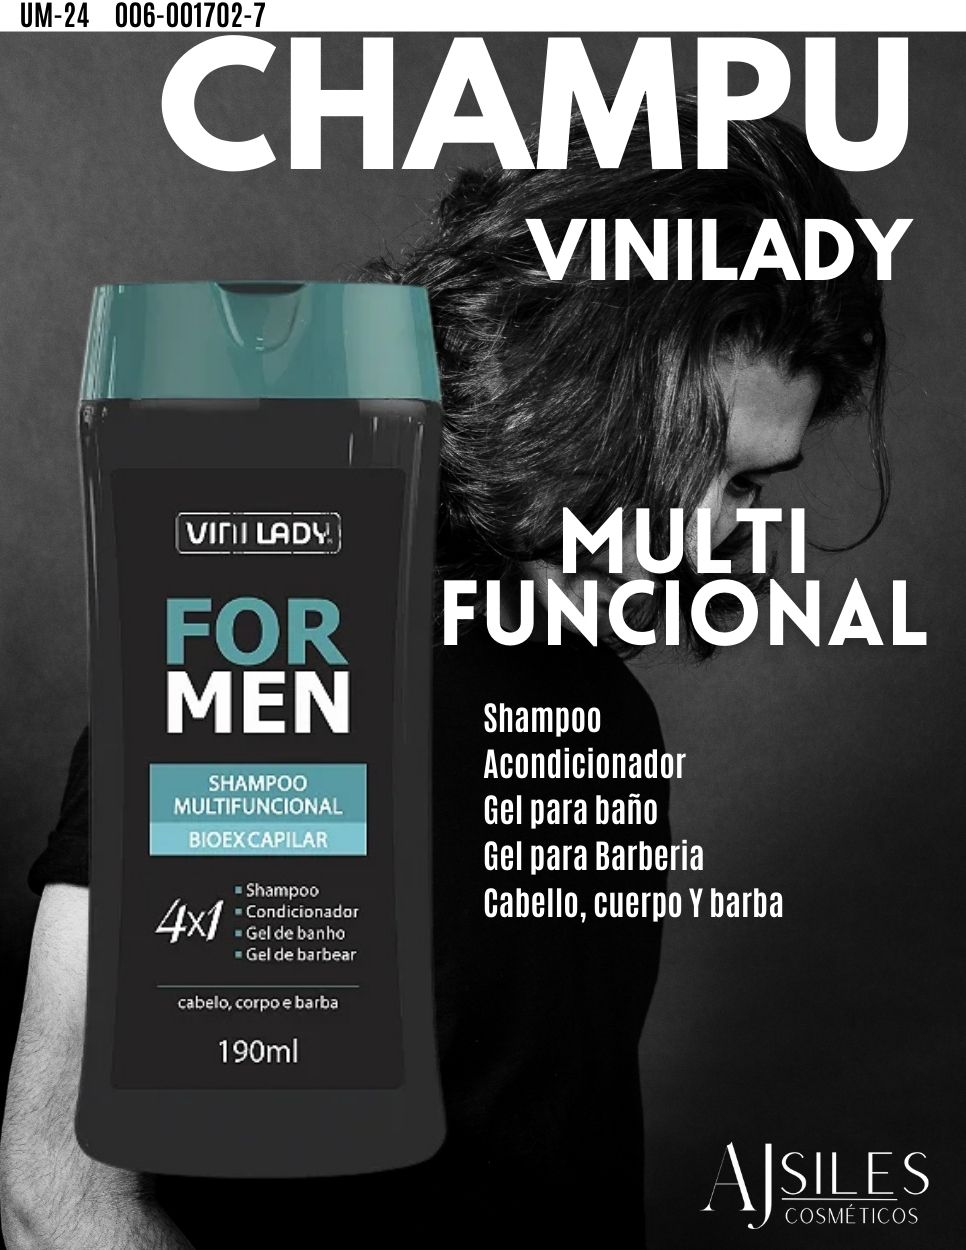 UM-24 006-001702-7
CHAMPU
VINILADY
VINI LADY
FOR
MEN
SHAMPOO
MULTIFUNCIONAL
BIOEX CAPILAR
4x1
Shampoo
Condicionador
Gel de banho
Gel de barbear
cabelo, corpo e barba
190ml
MULTI
FUNCIONAL
Shampoo
Acondicionador
Gel para baño
Gel para Barberia
Cabello, cuerpo Y barba
AJSILES
COSMÉTICOS